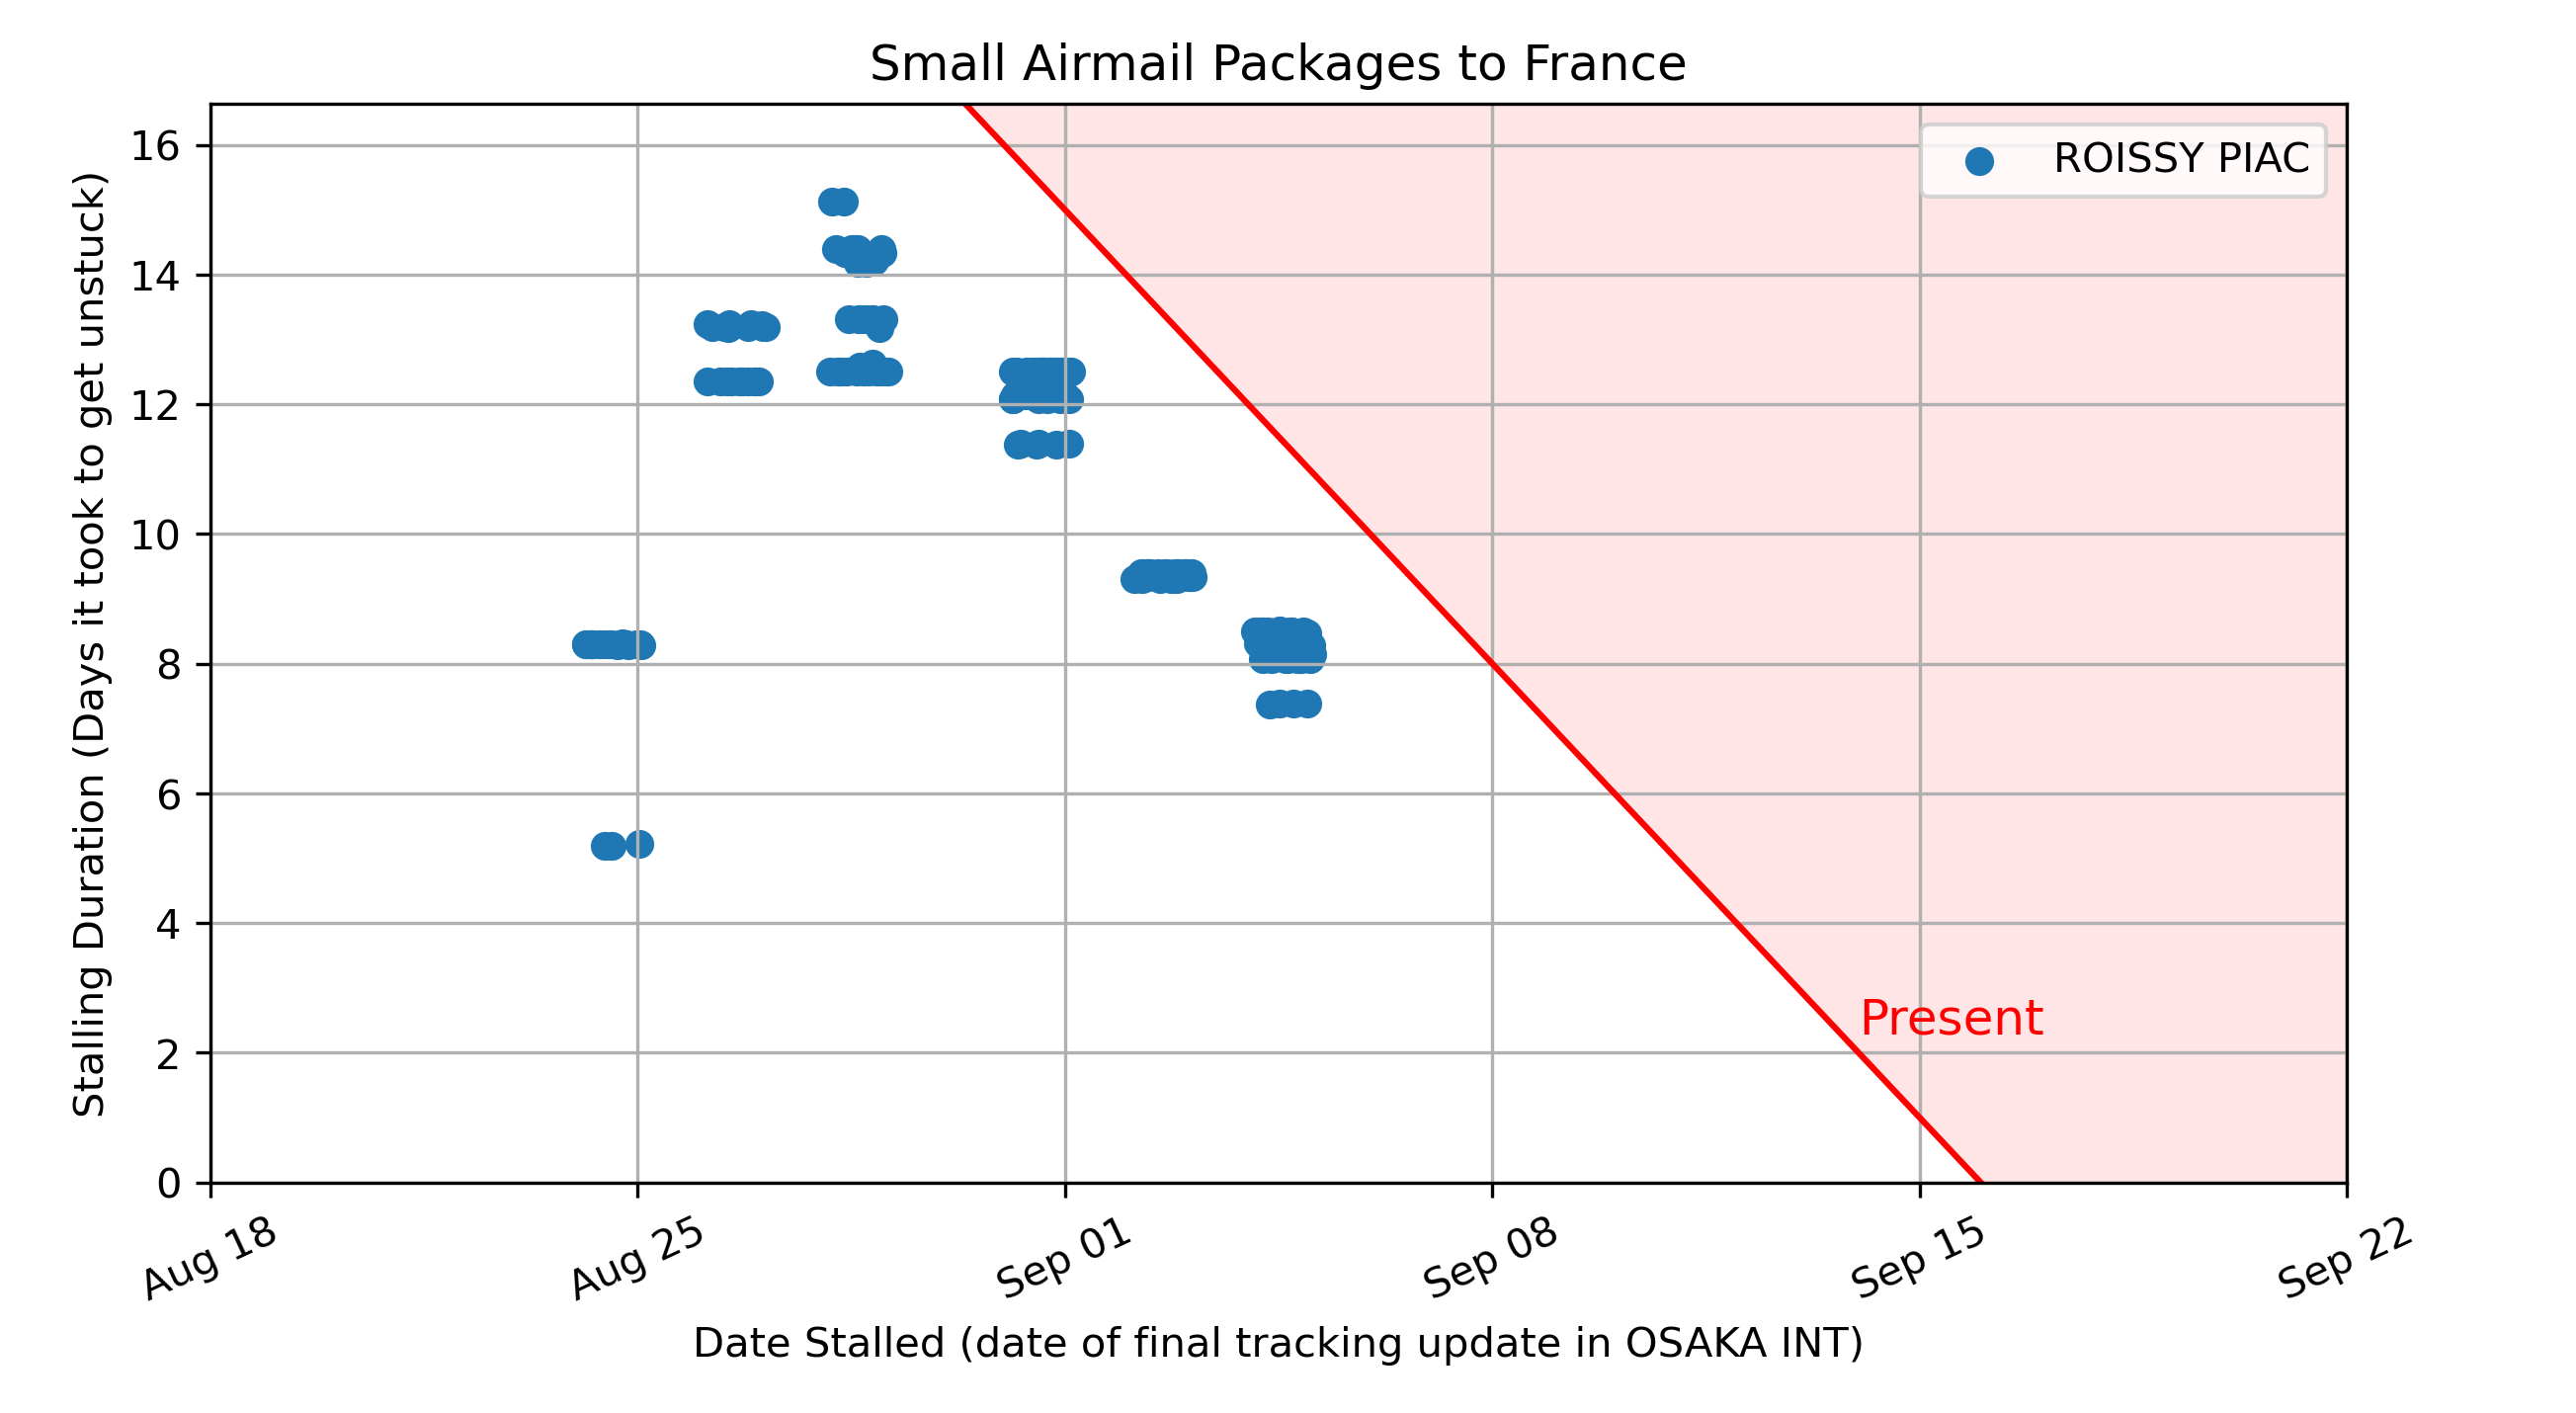 Small Airmail Packages to France
Stalling Duration (Days it took to get unstuck)
16
14
12
10
8
6
4
2
0
ROISSY PIAC
Present
Aug 18
Aug 25
Sep 01
Sep 08
Sep 15
Sep 22
Date Stalled (date of final tracking update in OSAKA INT)